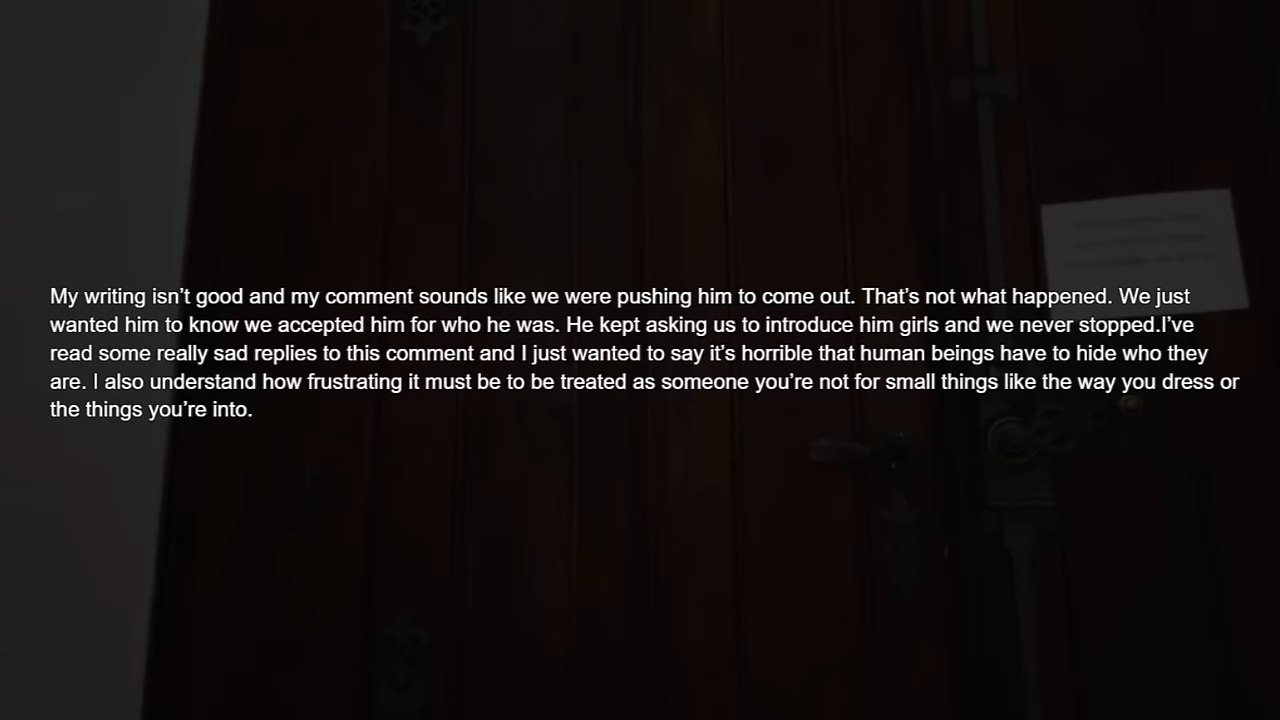 My writing isn’t good and my comment sounds like we were pushing him to come out. That’s not what happened. We just
wanted him to know we accepted him for who he was. He kept asking us to introduce him girls and we never stopped.I’ve
read some really sad replies to this comment and I just wanted to say it’s horrible that human beings have to hide who they
are. I also understand how frustrating it must be to be treated as someone you’re not for small things like the way you dress or
the things you’re into.